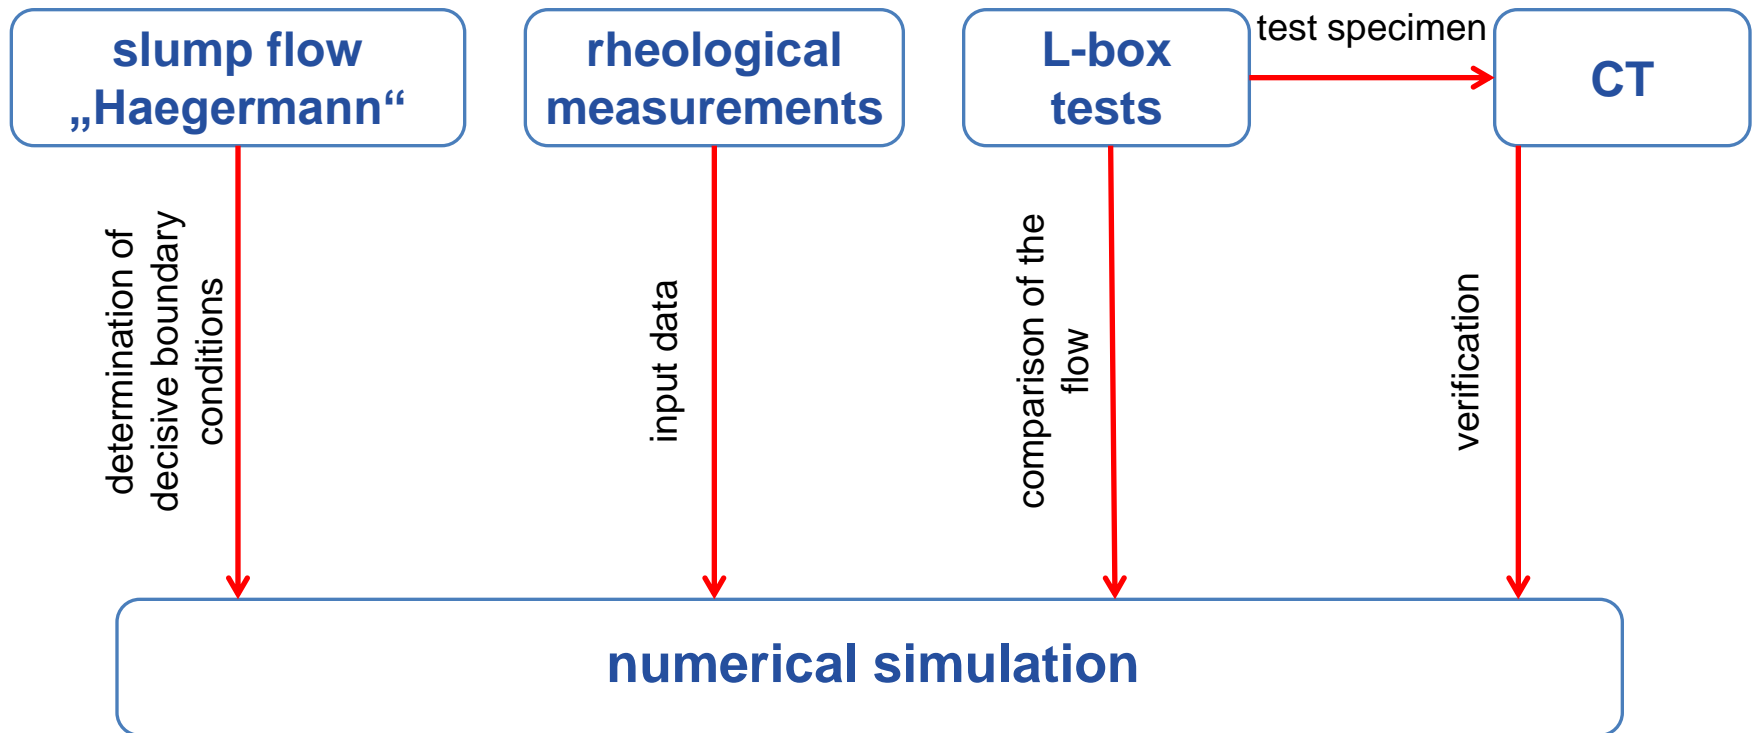 slump flow
„Haegermann“
rheological
measurements
L-box
tests
test specimen
CT
determination of
decisive boundary
conditions
input data
comparison of the
flow
verification
numerical simulation